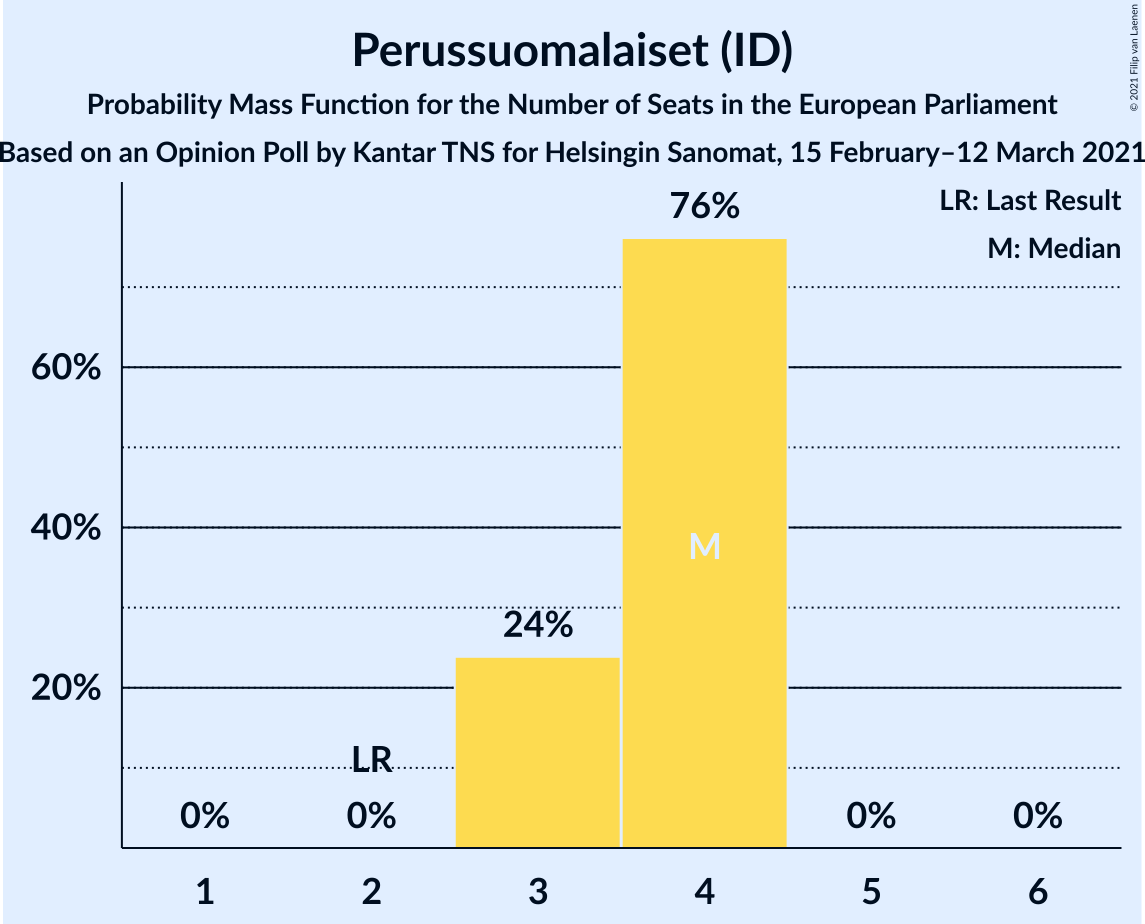 Perussuomalaiset (ID)
Probability Mass Function for the Number of Seats in the European Parliament
Based on an Opinion Poll by Kantar TNS for Helsingin Sanomat, 15 February–12 March 2021
© 2021 Filip van Laenen
LR: Last Result
M: Median
76%
60%
40%
M
24%
20%
LR
0% 0% 0% 0%
1 2 3 4 5 6